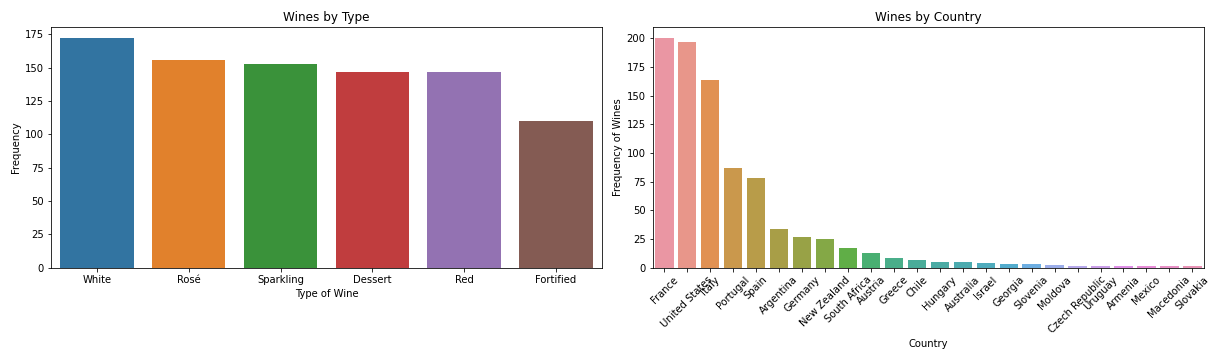 Wines by Type
Frequency
175
150
125
100
75
50
25
0
White Rosé Sparkling Dessert Red Fortified
Type of Wine
Wines by Country
Frequency of Wines
200
175
150
125
100
75
50
25
0
France
United States
Italy
Portugal
Spain
Argentina
Germany
New Zealand
South Africa
Austria
Greece
Chile
Hungary
Australia
Israel
Georgia
Slovenia
Moldova
Czech Republic
Uruguay
Armenia
Mexico
Macedonia
Slovakia
Country